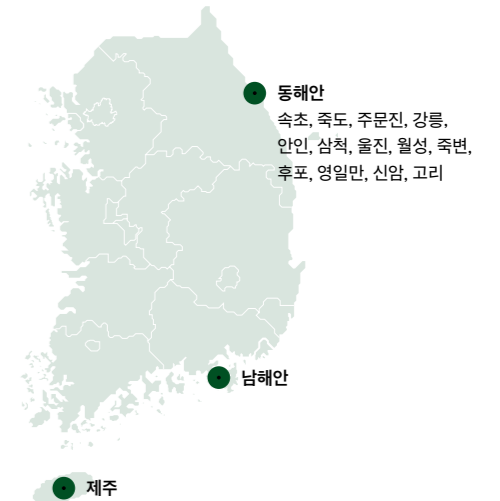 동해안
속초, 죽도, 주문진, 강릉,
안인, 삼척, 울진, 월성, 죽변,
후포, 영일만, 신암, 고리
남해안
제주